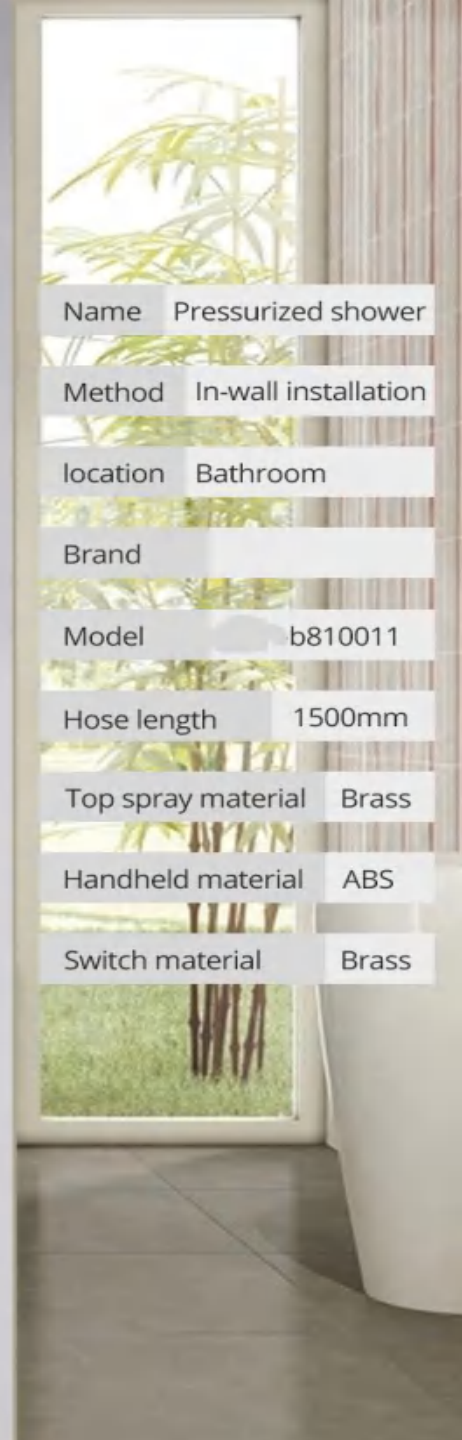 Name Pressurized shower
Method In-wall installation
location Bathroom
Brand
Model b810011
Hose length 1500mm
Top spray material Brass
Handheld material ABS
Switch material Brass